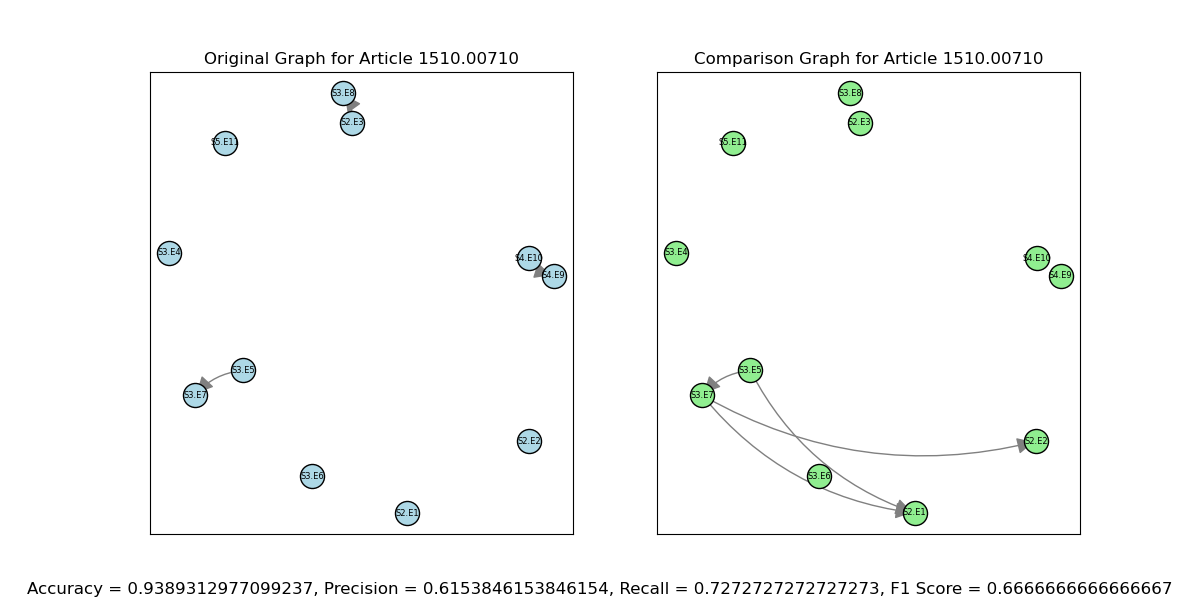 Original Graph for Article 1510.00710
S3.E8
S2.E3
S5.E11
S3.E4
S4.E10
S4.E9
S3.E5
S3.E7
S2.E2
S3.E6
S2.E1
Comparison Graph for Article 1510.00710
S3.E8
S2.E3
S5.E11
S3.E4
S4.E10
S4.E9
S3.E5
S3.E7
S2.E2
S3.E6
S2.E1
Accuracy = 0.9389312977099237, Precision = 0.6153846153846154, Recall = 0.7272727272727273, F1 Score = 0.6666666666666667